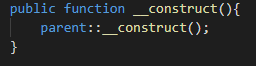 public function __construct(){
    parent::__construct();
}